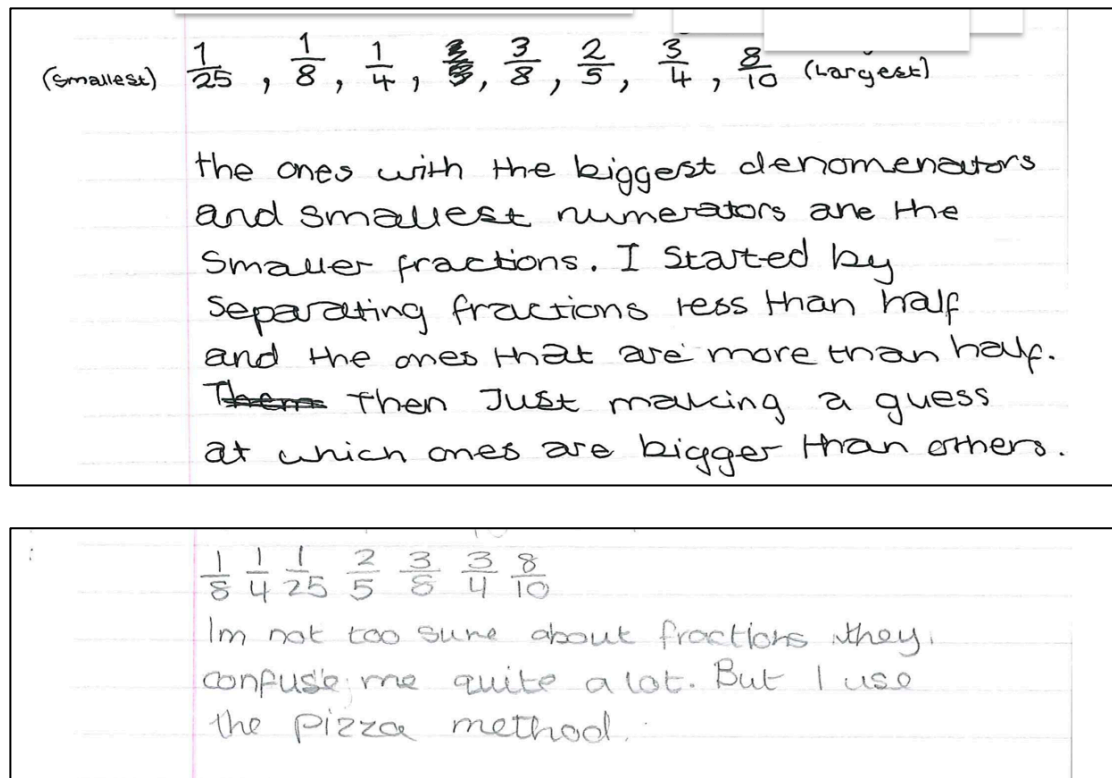 (smallest) 1/25, 1/8, 1/4, 3/8, 2/5, 3/4, 8/10 (Largest)
the ones with the biggest denomenators
and smallest numerators are the
smaller fractions. I started by
separating fractions less than half
and the ones that are more than half.
Then Just making a guess
at which ones are bigger than others.
1/8 1/4 1/25 2/5 3/8 3/4 8/10
Im not too sure about fractions they
confuse me quite a lot. But I use
the pizza method.